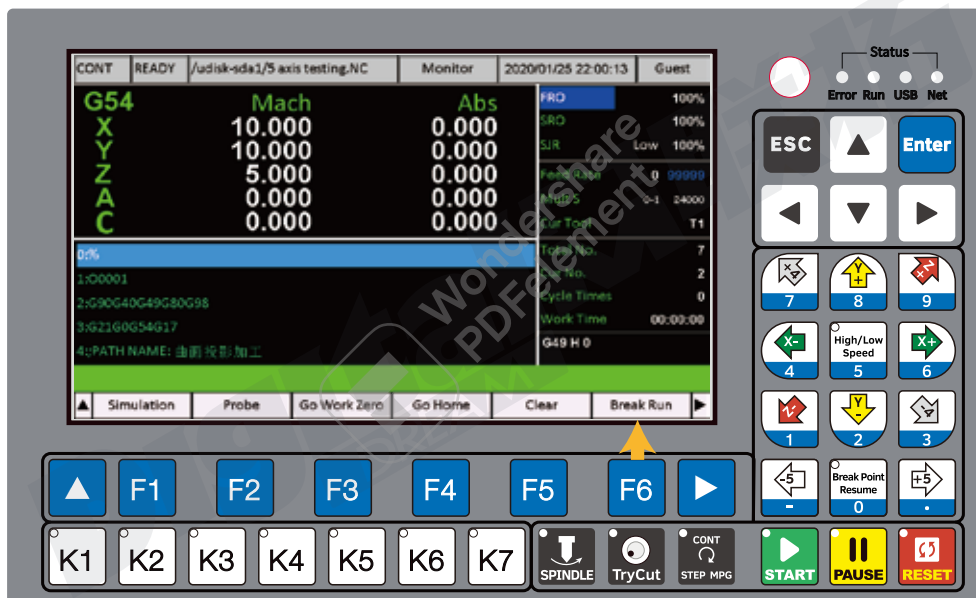 CONT READY /udisk-sda1/5 axis testing.NC Monitor 2020/01/25 22:00:13 Guest
G54 Mach Abs
X 10.000 0.000
Y 10.000 0.000
Z 5.000 0.000
A 0.000 0.000
C 0.000 0.000
FRO 100%
SRO 100%
SJR Low 100%
Feed Rate 0 99999
0-1 24000
Cur Tool T1
Total No. 7
Cur No. 2
Cycle Times 0
Work Time 00:00:00
G49 H 0
0:%
1:O0001
2:G90G40G49G80G98
3:G21G0G54G17
4:;PATH NAME: 曲面投影加工
Simulation Probe Go Work Zero Go Home Clear Break Run
Wondershare
PDFelement
Status
Error Run USB Net
ESC Enter
7 Y+ 8 Z+ 9
X- 4 High/Low Speed 5 X+ 6
Z- 1 Y- 2 3
-5 - Break Point Resume 0 +5 .
F1 F2 F3 F4 F5 F6
K1 K2 K3 K4 K5 K6 K7
SPINDLE TryCut CONT STEP MPG START PAUSE RESET